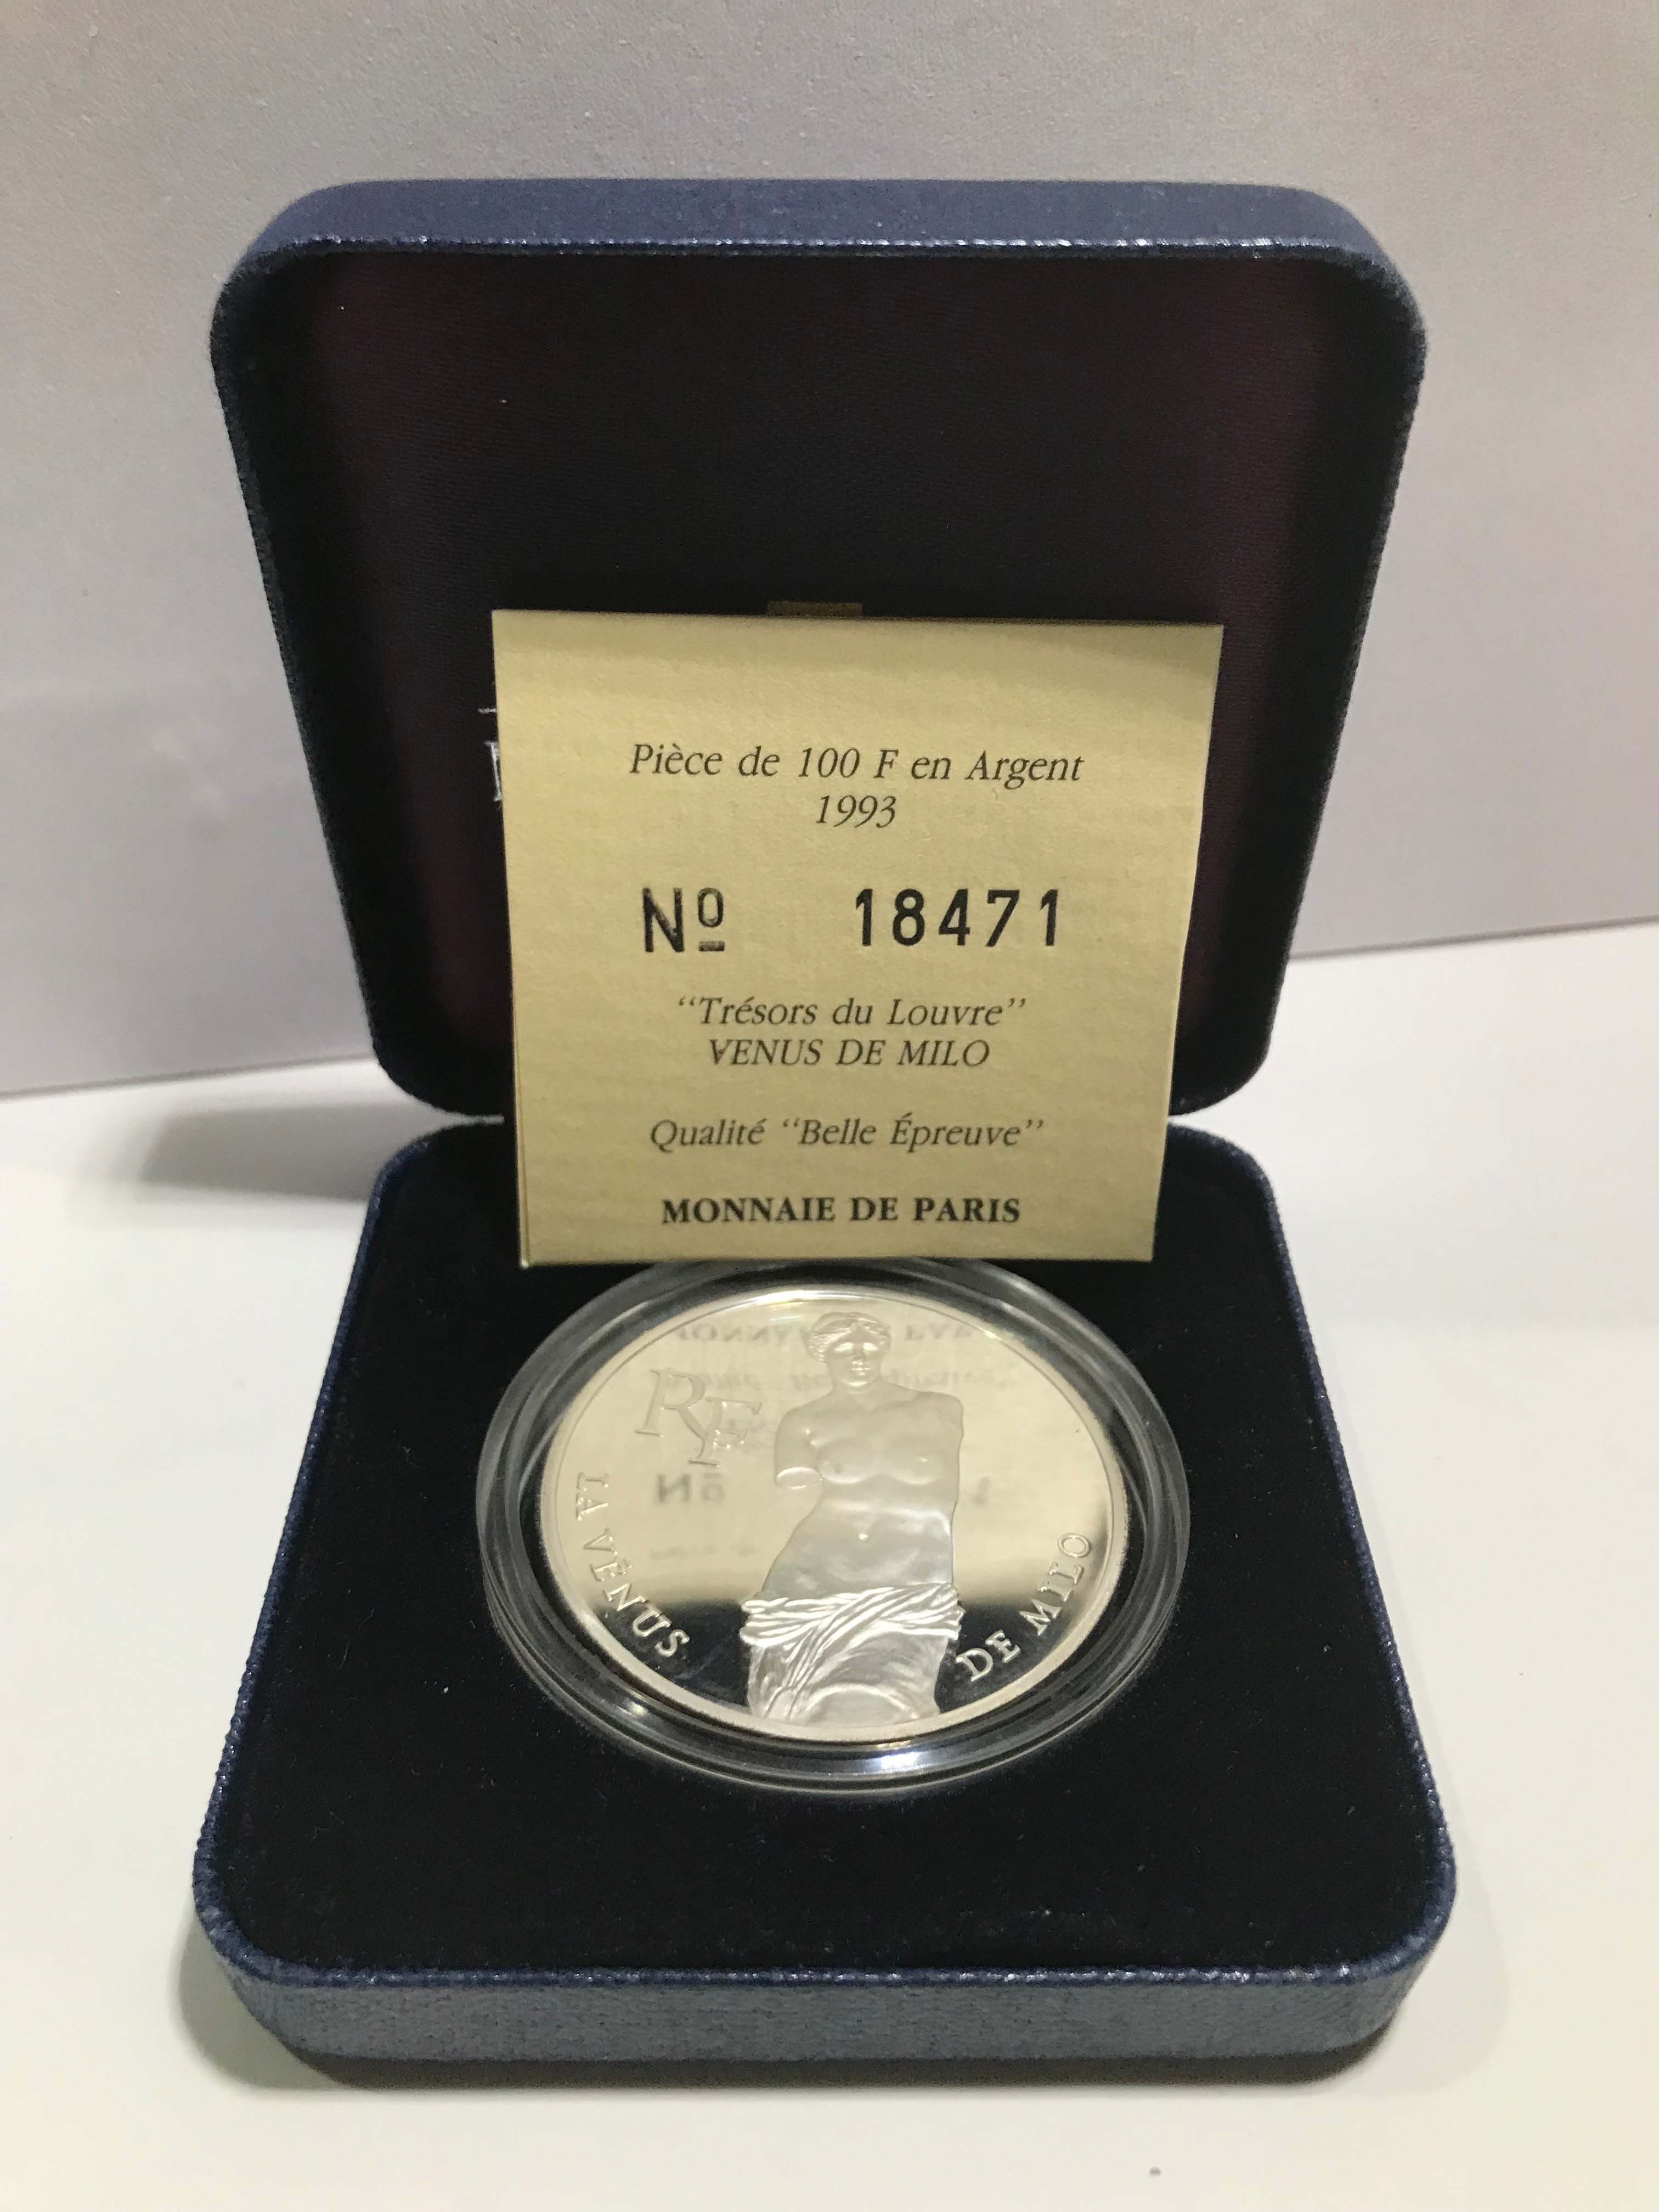 Pièce de 100 F en Argent
1993
Nº 18471
“Trésors du Louvre”
VENUS DE MILO
Qualité “Belle Épreuve”
MONNAIE DE PARIS
RF
LA VÉNUS
DE MILO